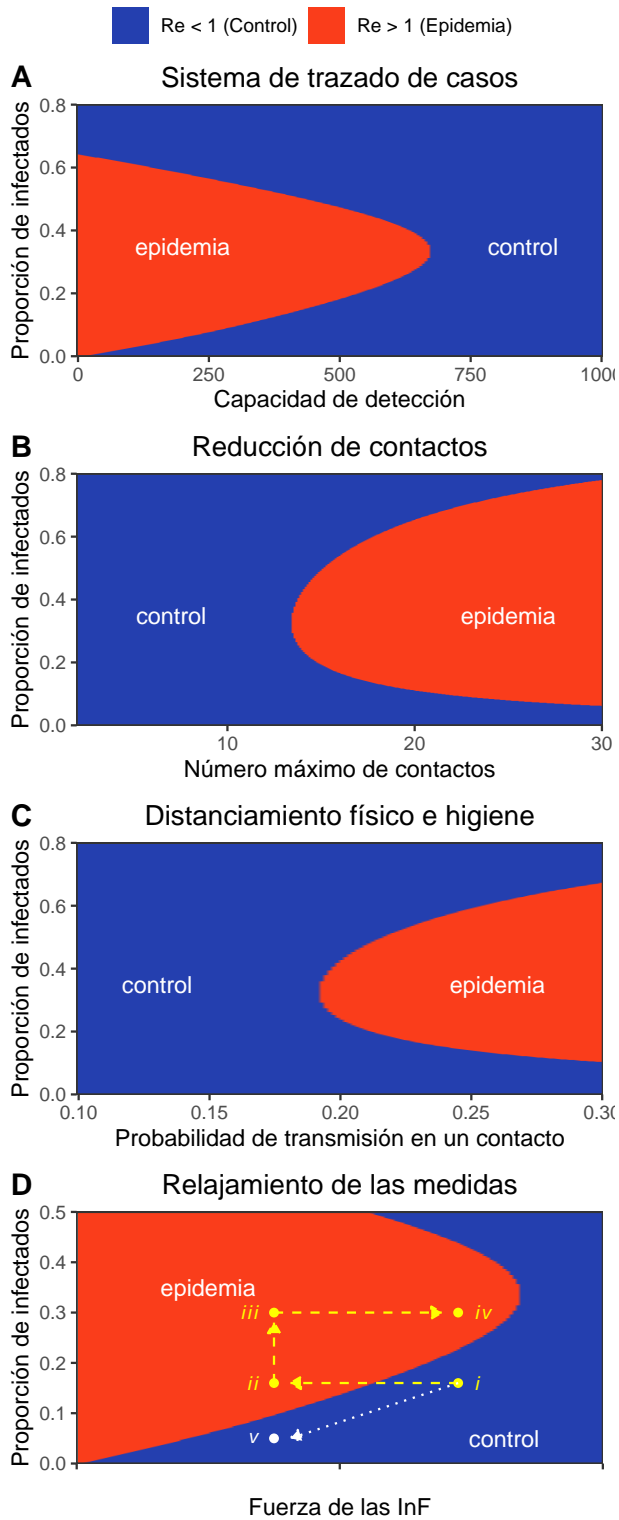 Re < 1 (Control) Re > 1 (Epidemia)
A Sistema de trazado de casos
Proporción de infectados
0.8
0.6
0.4
0.2
0.0
epidemia control
0 250 500 750 1000
Capacidad de detección
B Reducción de contactos
Proporción de infectados
0.8
0.6
0.4
0.2
0.0
control epidemia
10 20 30
Número máximo de contactos
C Distanciamiento físico e higiene
Proporción de infectados
0.8
0.6
0.4
0.2
0.0
control epidemia
0.10 0.15 0.20 0.25 0.30
Probabilidad de transmisión en un contacto
D Relajamiento de las medidas
Proporción de infectados
0.5
0.4
0.3
0.2
0.1
0.0
epidemia
iii iv
ii i
v control
Fuerza de las InF